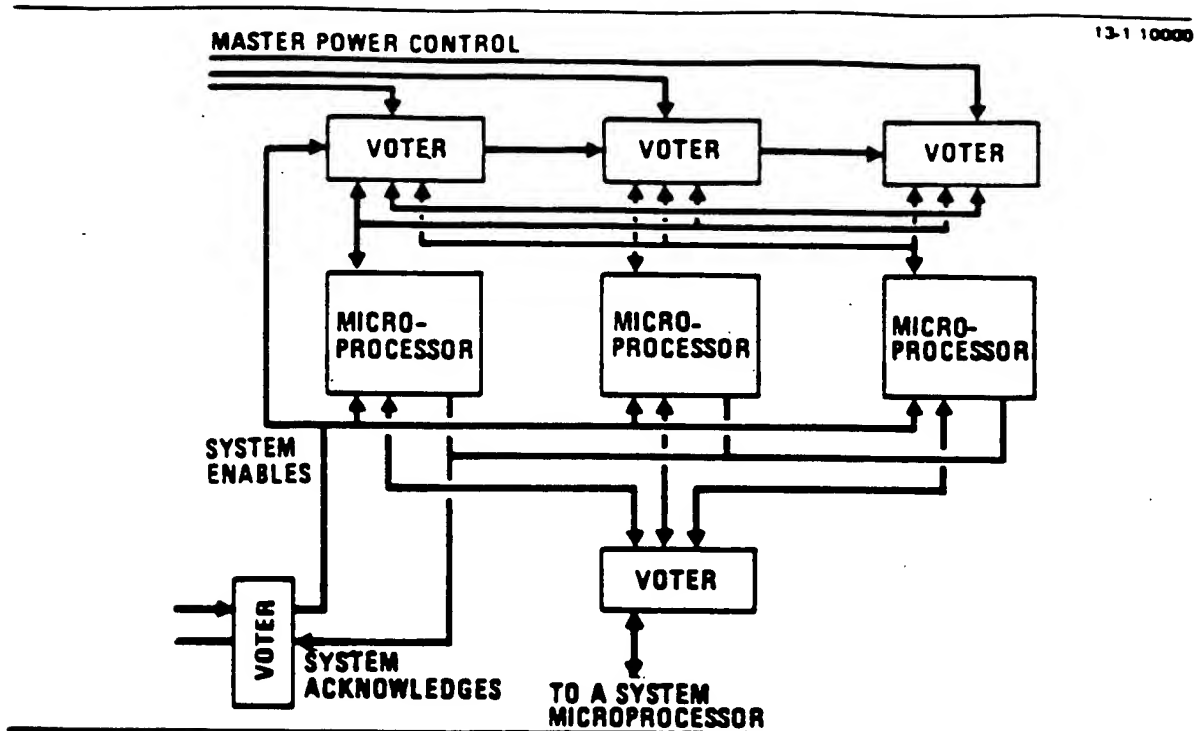 MASTER POWER CONTROL
13-1 10000
VOTER
VOTER
VOTER
MICRO-
PROCESSOR
MICRO-
PROCESSOR
MICRO-
PROCESSOR
SYSTEM
ENABLES
VOTER
VOTER
SYSTEM
ACKNOWLEDGES
TO A SYSTEM
MICROPROCESSOR